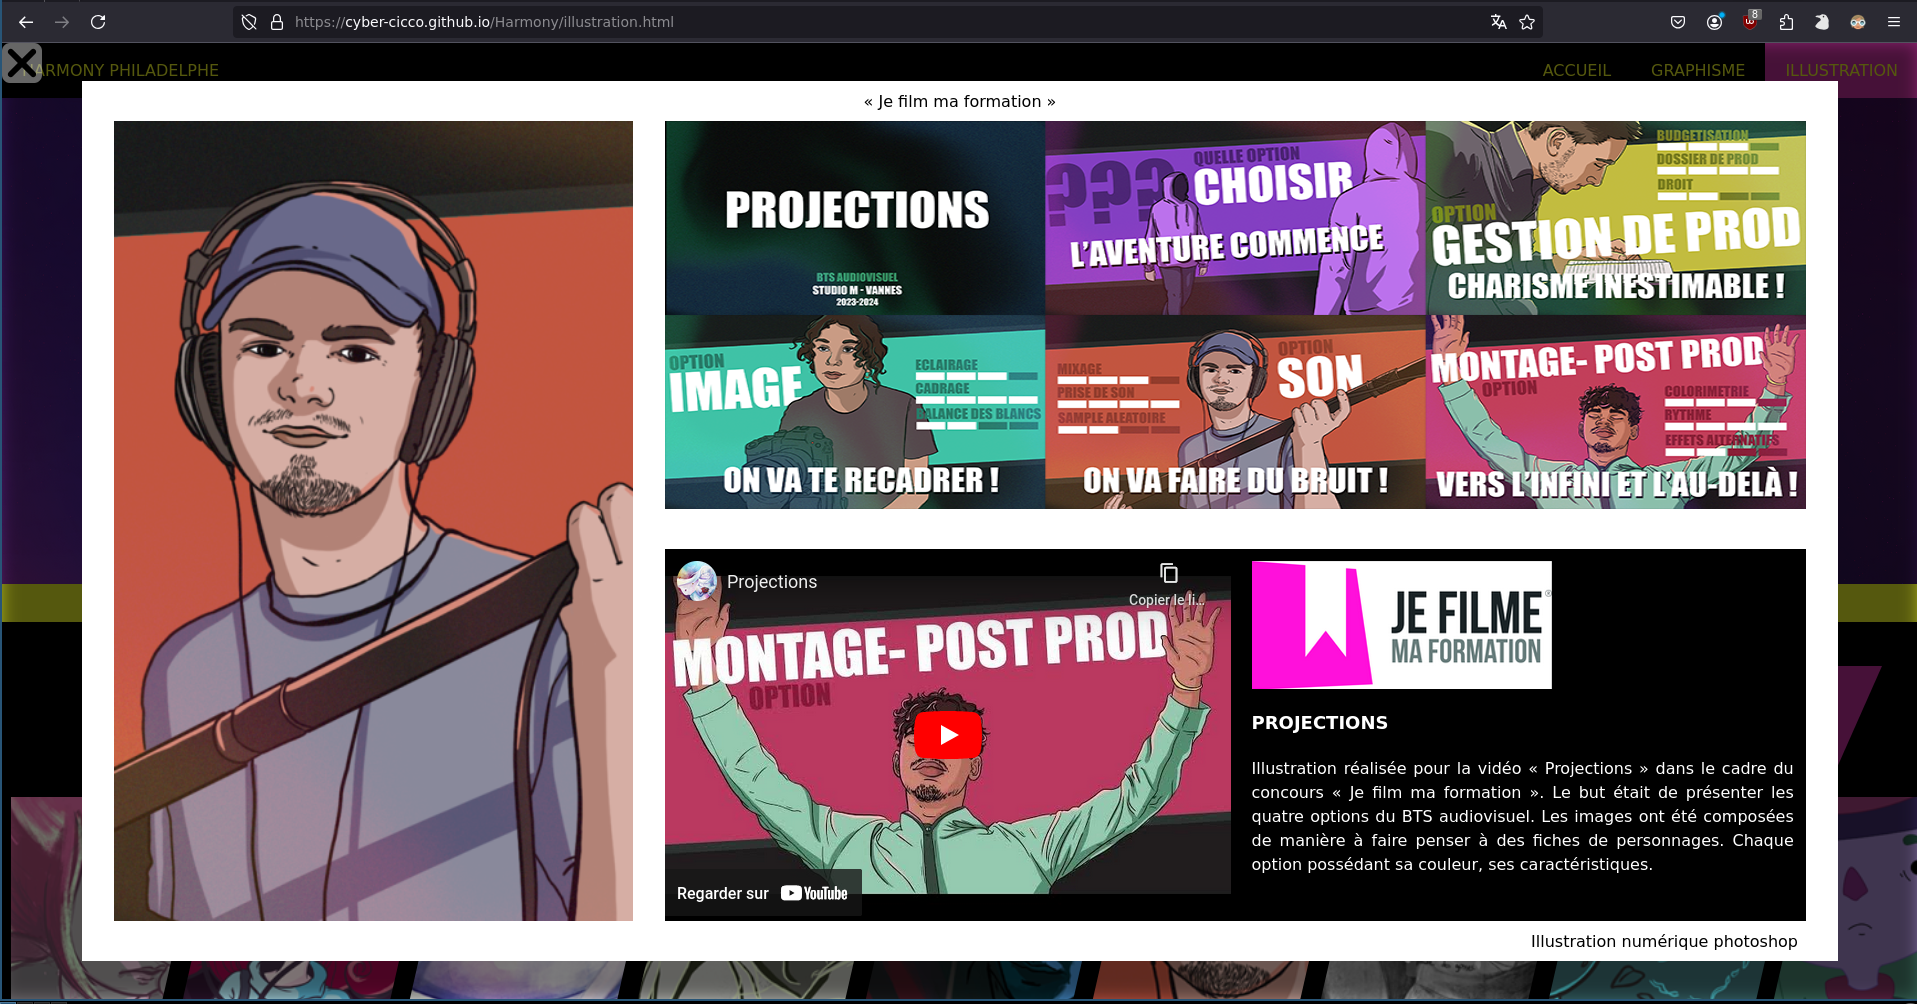 https://cyber-cicco.github.io/Harmony/illustration.html
8
HARMONY PHILADELPHE
ACCUEIL
GRAPHISME
ILLUSTRATION
« Je film ma formation »
PROJECTIONS
BTS AUDIOVISUEL
STUDIO M - VANNES
2023-2024
???
QUELLE OPTION
CHOISIR
L'AVENTURE COMMENCE
BUDGETISATION
DOSSIER DE PROD
DROIT
OPTION
GESTION DE PROD
CHARISME INESTIMABLE !
OPTION
IMAGE
ECLAIRAGE
CADRAGE
BALANCE DES BLANCS
ON VA TE RECADRER !
MIXAGE
PRISE DE SON
SAMPLE ALEATOIRE
OPTION
SON
ON VA FAIRE DU BRUIT !
MONTAGE- POST PROD
OPTION
COLORIMETRIE
RYTHME
EFFETS ALTERNATIFS
VERS L'INFINI ET L'AU-DELÀ !
Projections
Copier le li...
MONTAGE- POST PROD
OPTION
Regarder sur YouTube
JE FILME
MA FORMATION
PROJECTIONS
Illustration réalisée pour la vidéo « Projections » dans le cadre du
concours « Je film ma formation ». Le but était de présenter les
quatre options du BTS audiovisuel. Les images ont été composées
de manière à faire penser à des fiches de personnages. Chaque
option possédant sa couleur, ses caractéristiques.
Illustration numérique photoshop